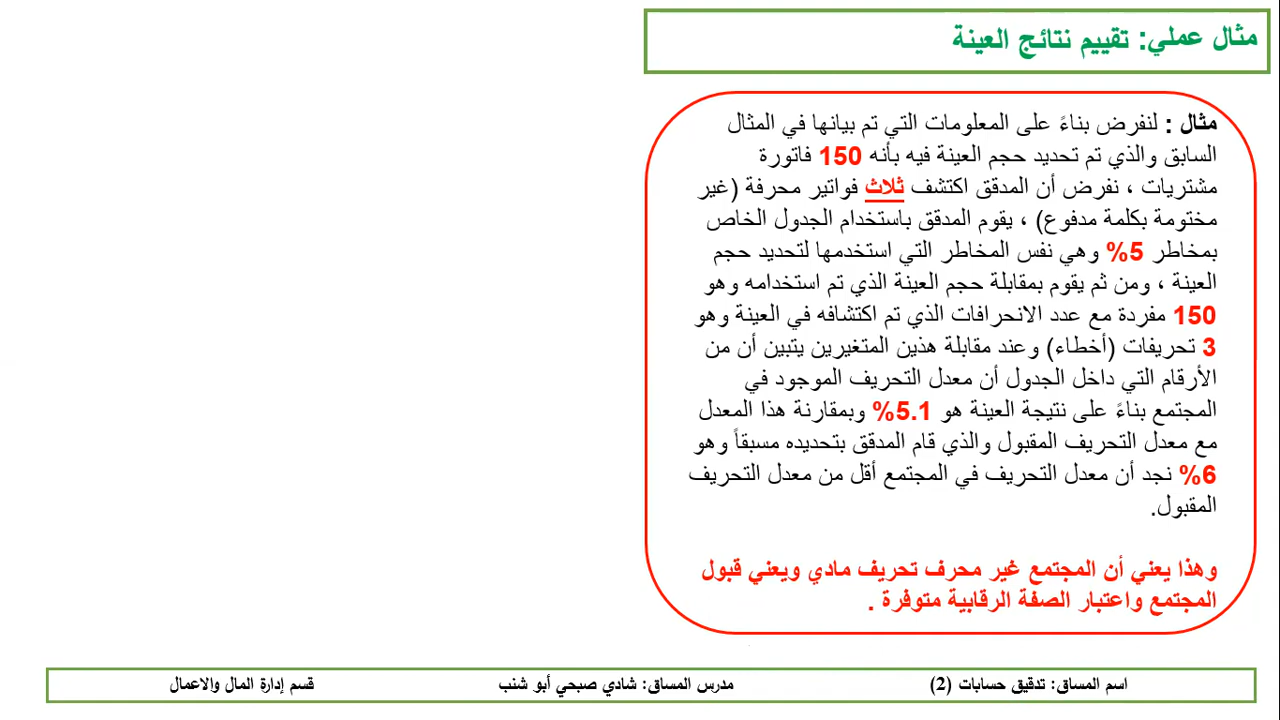 مثال عملي: تقييم نتائج العينة
مثال : لنفرض بناءً على المعلومات التي تم بيانها في المثال
السابق والذي تم تحديد حجم العينة فيه بأنه 150 فاتورة
مشتريات ، نفرض أن المدقق اكتشف ثلاث فواتير محرفة (غير
مختومة بكلمة مدفوع) ، يقوم المدقق باستخدام الجدول الخاص
بمخاطر 5% وهي نفس المخاطر التي استخدمها لتحديد حجم
العينة ، ومن ثم يقوم بمقابلة حجم العينة الذي تم استخدامه وهو
150 مفردة مع عدد الانحرافات الذي تم اكتشافه في العينة وهو
3 تحريفات (أخطاء) وعند مقابلة هذين المتغيرين يتبين أن من
الأرقام التي داخل الجدول أن معدل التحريف الموجود في
المجتمع بناءً على نتيجة العينة هو 5.1% وبمقارنة هذا المعدل
مع معدل التحريف المقبول والذي قام المدقق بتحديده مسبقاً وهو
6% نجد أن معدل التحريف في المجتمع أقل من معدل التحريف
المقبول.
وهذا يعني أن المجتمع غير محرف تحريف مادي ويعني قبول
المجتمع واعتبار الصفة الرقابية متوفرة .
اسم المساق: تدقيق حسابات (2)
مدرس المساق: شادي صبحي أبو شنب
قسم إدارة المال والاعمال